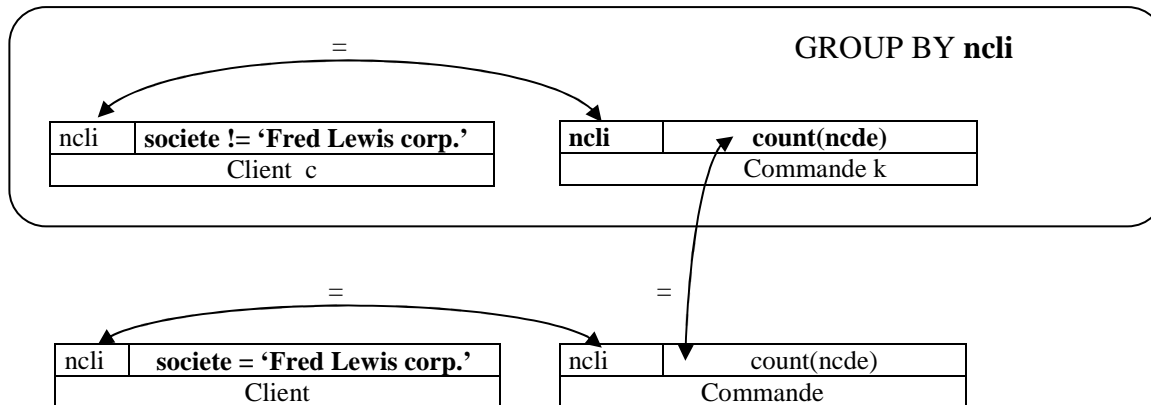 =
GROUP BY ncli
ncli societe != ‘Fred Lewis corp.’
Client c
ncli count(ncde)
Commande k
= =
ncli societe = ‘Fred Lewis corp.’
Client
ncli count(ncde)
Commande